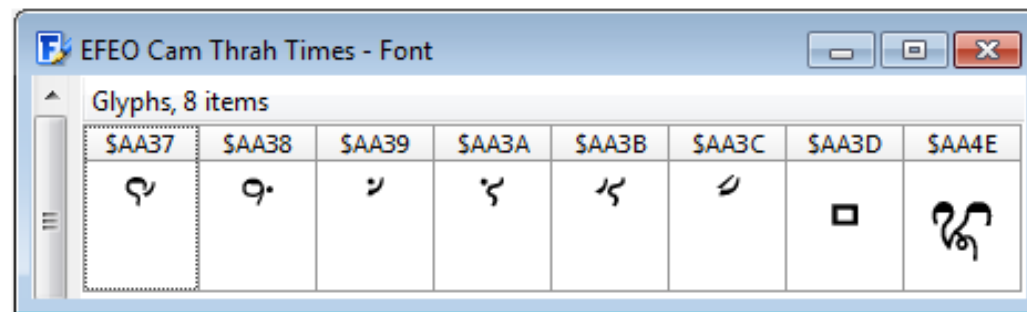 EFEO Cam Thrah Times - Font
Glyphs, 8 items
$AA37 $AA38 $AA39 $AA3A $AA3B $AA3C $AA3D $AA4E